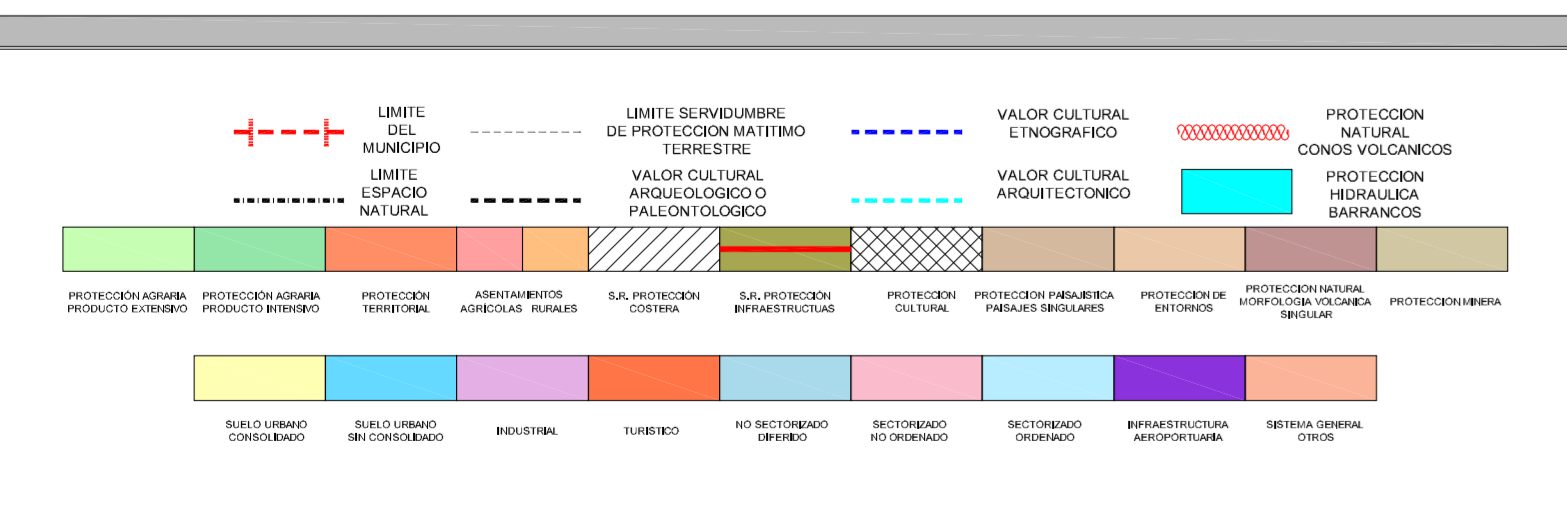 LIMITE
DEL
MUNICIPIO
LIMITE SERVIDUMBRE
DE PROTECCIÓN MATITIMO
TERRESTRE
VALOR CULTURAL
ETNOGRAFICO
PROTECCION
NATURAL
CONOS VOLCANICOS
LIMITE
ESPACIO
NATURAL
VALOR CULTURAL
ARQUEOLOGICO O
PALEONTOLOGICO
VALOR CULTURAL
ARQUITECTONICO
PROTECCION
HIDRAULICA
BARRANCOS
PROTECCIÓN AGRARIA
PRODUCTO EXTENSIVO
PROTECCIÓN AGRARIA
PRODUCTO INTENSIVO
PROTECCIÓN
TERRITORIAL
ASENTAMIENTOS
AGRÍCOLAS RURALES
S.R. PROTECCIÓN
COSTERA
S.R. PROTECCIÓN
INFRAESTRUCTUAS
PROTECCION
CULTURAL
PROTECCION PAISAJISTICA
PAISAJES SINGULARES
PROTECCION DE
ENTORNOS
PROTECCION NATURAL
MORFOLOGIA VOLCANICA
SINGULAR
PROTECCION MINERA
SUELO URBANO
CONSOLIDADO
SUELO URBANO
SIN CONSOLIDADO
INDUSTRIAL
TURISTICO
NO SECTORIZADO
DIFERIDO
SECTORIZADO
NO ORDENADO
SECTORIZADO
ORDENADO
INFRAESTRUCTURA
AEROPORTUARIA
SISTEMA GENERAL
OTROS